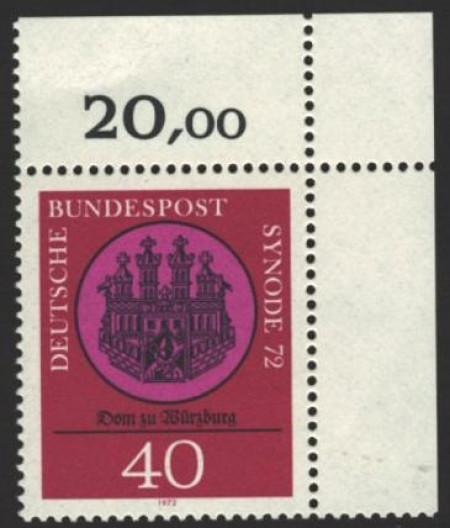 20,00
DEUTSCHE
BUNDESPOST
SYNODE 72
Dom zu Würzburg
40
1972